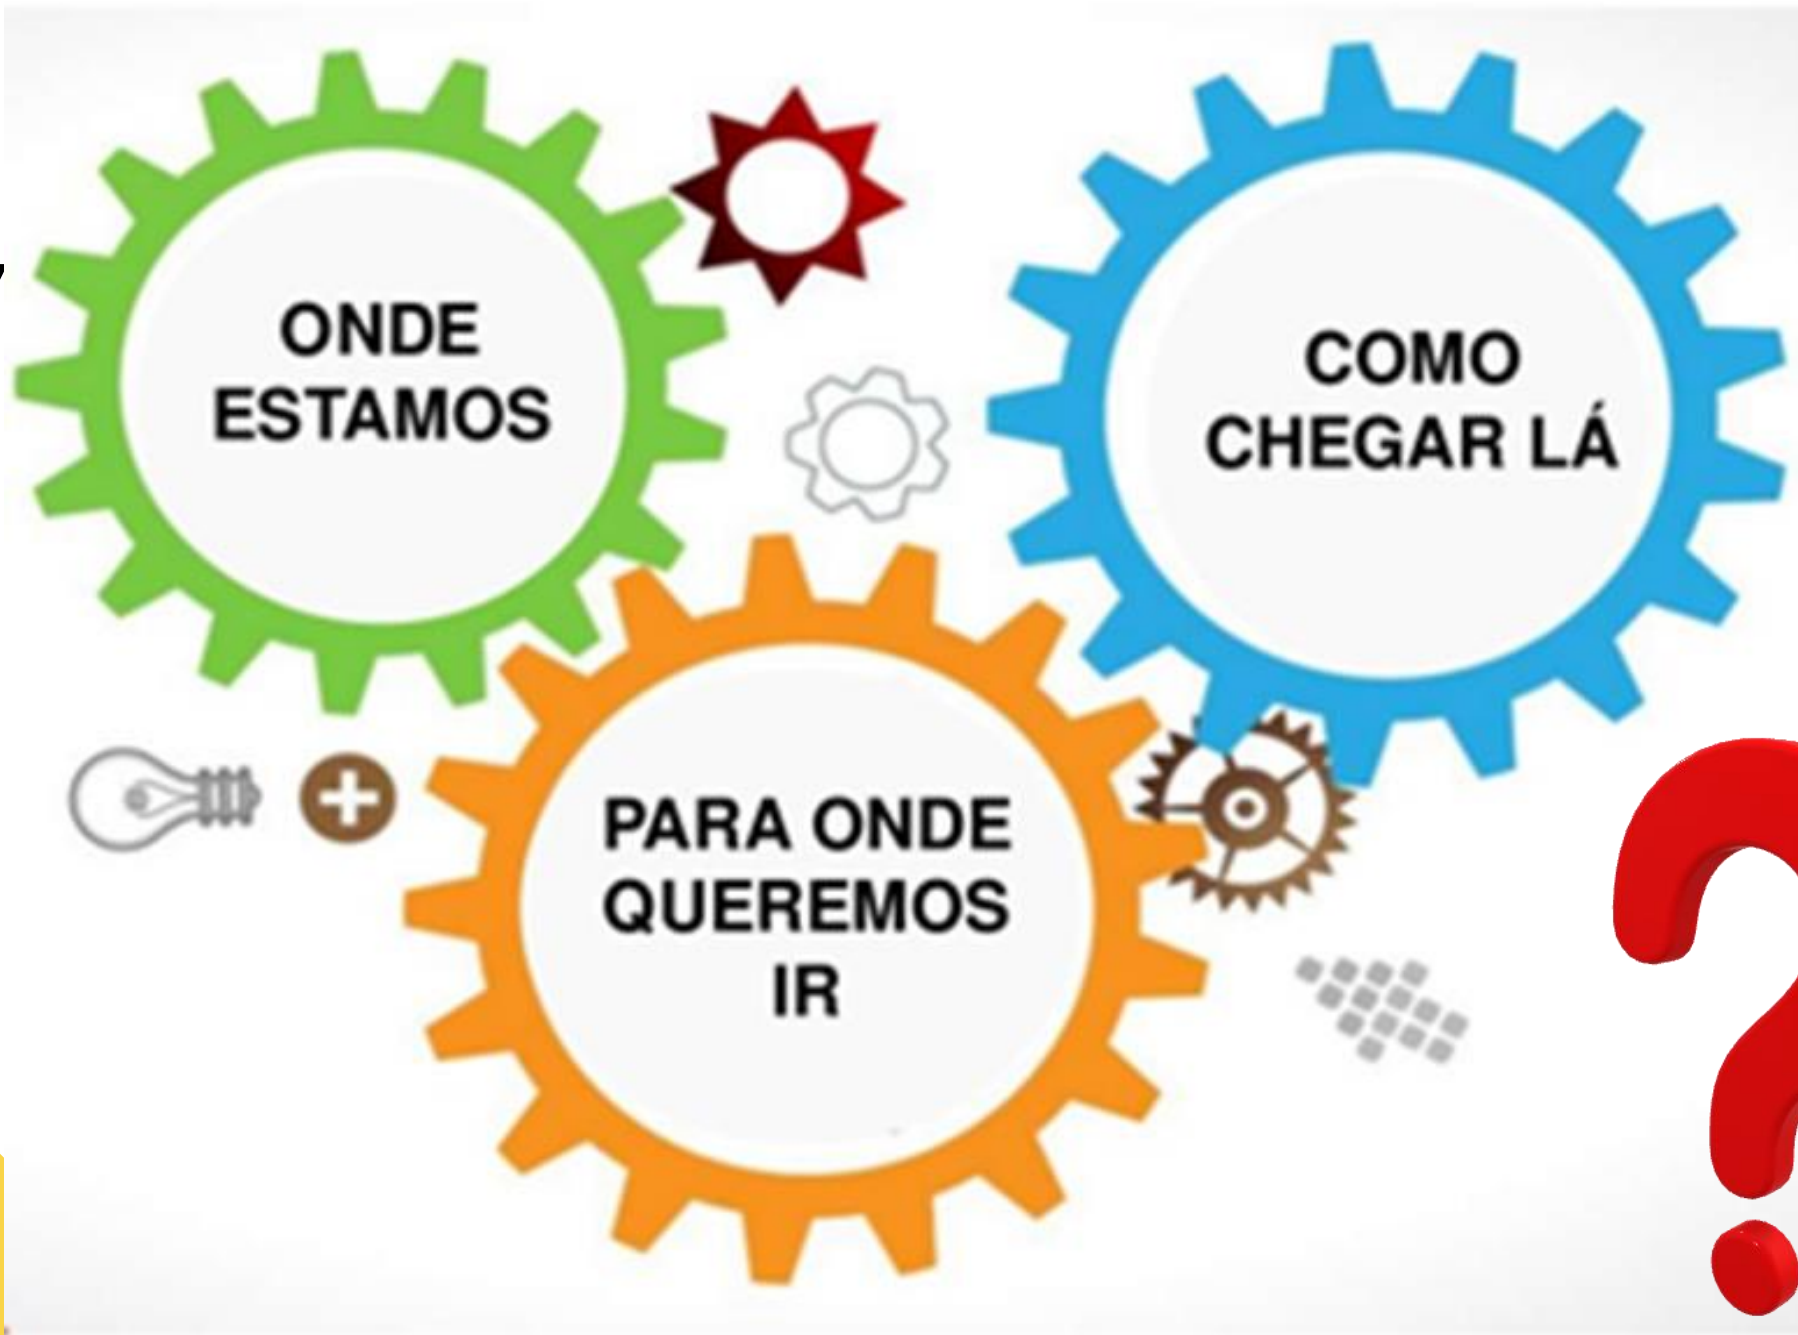 ONDE
ESTAMOS
COMO
CHEGAR LÁ
PARA ONDE
QUEREMOS
IR
?